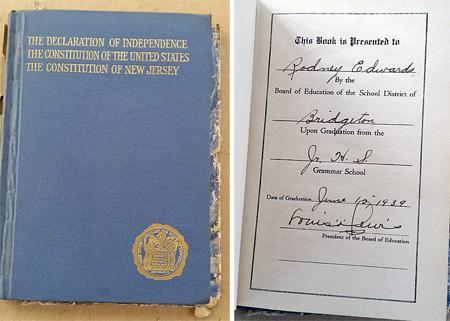 THE DECLARATION OF INDEPENDENCE
THE CONSTITUTION OF THE UNITED STATES
THE CONSTITUTION OF NEW JERSEY
This Book is Presented to
Rodney Edwards
By the
Board of Education of the School District of
Bridgeton
Upon Graduation from the
Jr. H. S.
Grammar School
Date of Graduation June 10, 1939
Lewis
President of the Board of Education